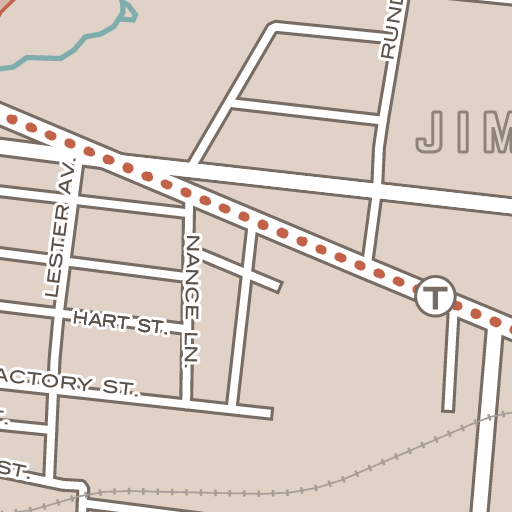 RUND
JIM
LESTER AV.
NANCE LN.
HART ST.
ACTORY ST.
T
T.
ST.